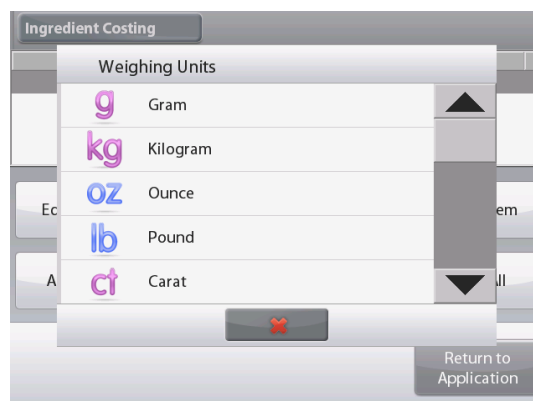 Ingredient Costing
Weighing Units
g Gram
kg Kilogram
oz Ounce
lb Pound
ct Carat
Return to
Application